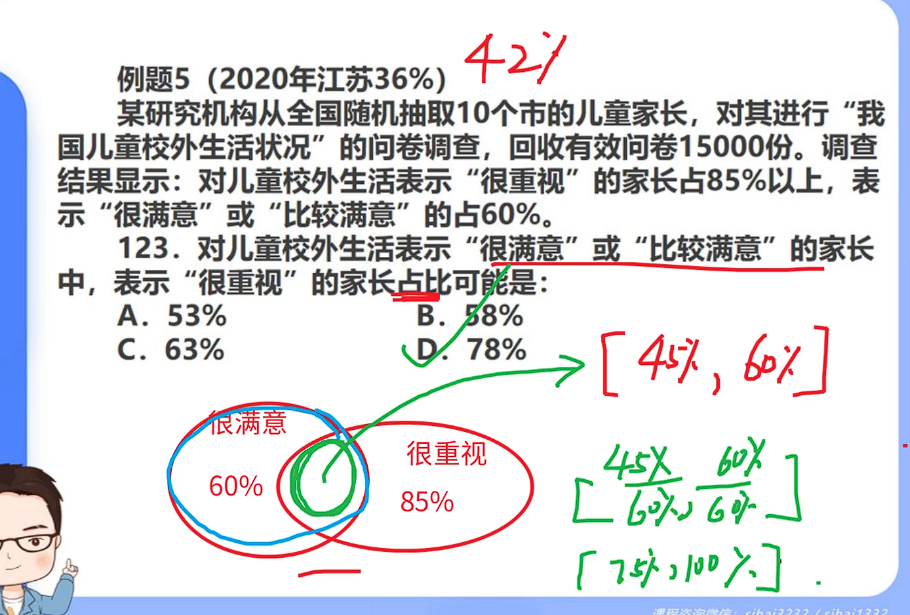 42%
例题5（2020年江苏36%）
某研究机构从全国随机抽取10个市的儿童家长，对其进行“我
国儿童校外生活状况”的问卷调查，回收有效问卷15000份。调查
结果显示：对儿童校外生活表示“很重视”的家长占85%以上，表
示“很满意”或“比较满意”的占60%。
123．对儿童校外生活表示“很满意”或“比较满意”的家长
中，表示“很重视”的家长占比可能是：
A．53% B．58%
C．63% D．78%
[45%, 60%]
很满意
很重视
60%
85%
[45%/60%, 60%/60%]
[75%, 100%].
课程咨询微信：sihai3232 / sihai1332